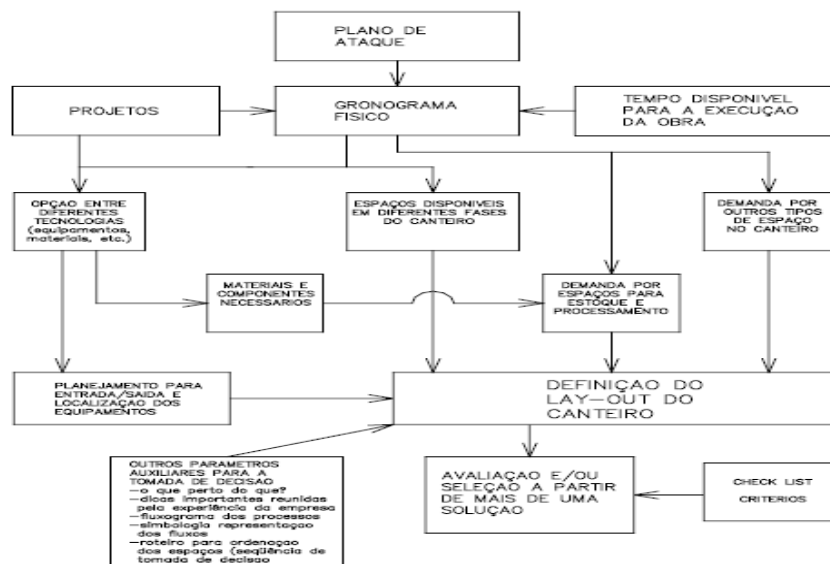 PLANO DE
ATAQUE
PROJETOS
GRONOGRAMA
FISICO
TEMPO DISPONIVEL
PARA A EXECUÇAO
DA OBRA
OPÇAO ENTRE
DIFERENTES
TECNOLOGIAS
(equipamentos,
materiais, etc.)
ESPAÇOS DISPONIVEIS
EM DIFERENTES FASES
DO CANTEIRO
DEMANDA POR
OUTROS TIPOS
DE ESPAÇO
NO CANTEIRO
MATERIAIS E
COMPONENTES
NECESSARIOS
DEMANDA POR
ESPAÇOS PARA
ESTOQUE E
PROCESSAMENTO
PLANEJAMENTO PARA
ENTRADA/SAIDA E
LOCALIZAÇAO DOS
EQUIPAMENTOS
DEFINIÇAO DO
LAY-OUT DO
CANTEIRO
OUTROS PARAMETROS
AUXILIARES PARA A
TOMADA DE DECISAO
-o que perto do que?
-dicas importantes reunidas
pela experiência da empresa
-fluxograma dos processos
-simbologia representaçao
dos fluxos
-roteiro para ordenaçao
dos espaços (seqüência de
tomada de decisao
AVALIAÇAO E/OU
SELEÇAO A PARTIR
DE MAIS DE UMA
SOLUÇAO
CHECK LIST
CRITERIOS